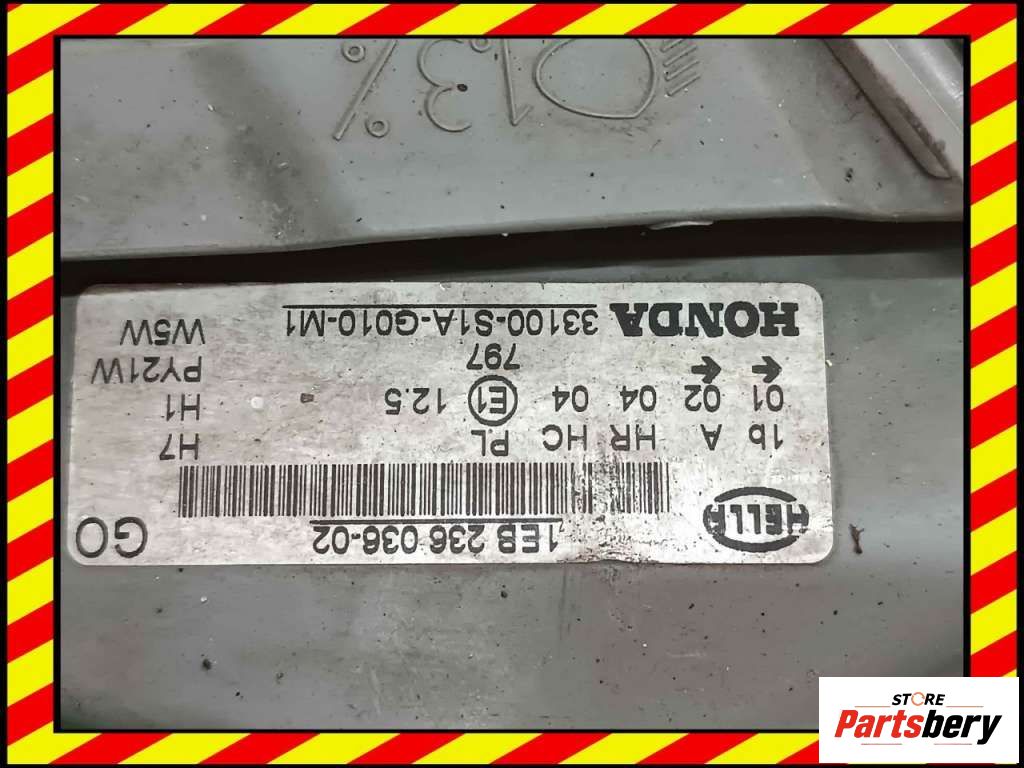 1.3%
HELLA
1EB 236 036-02
GO
1b A HR HC PL H7
01 02 04 04 E1 12.5 H1
← ← 797 PY21W
HONDA 33100-S1A-G010-M1 W5W
STORE
Partsbery